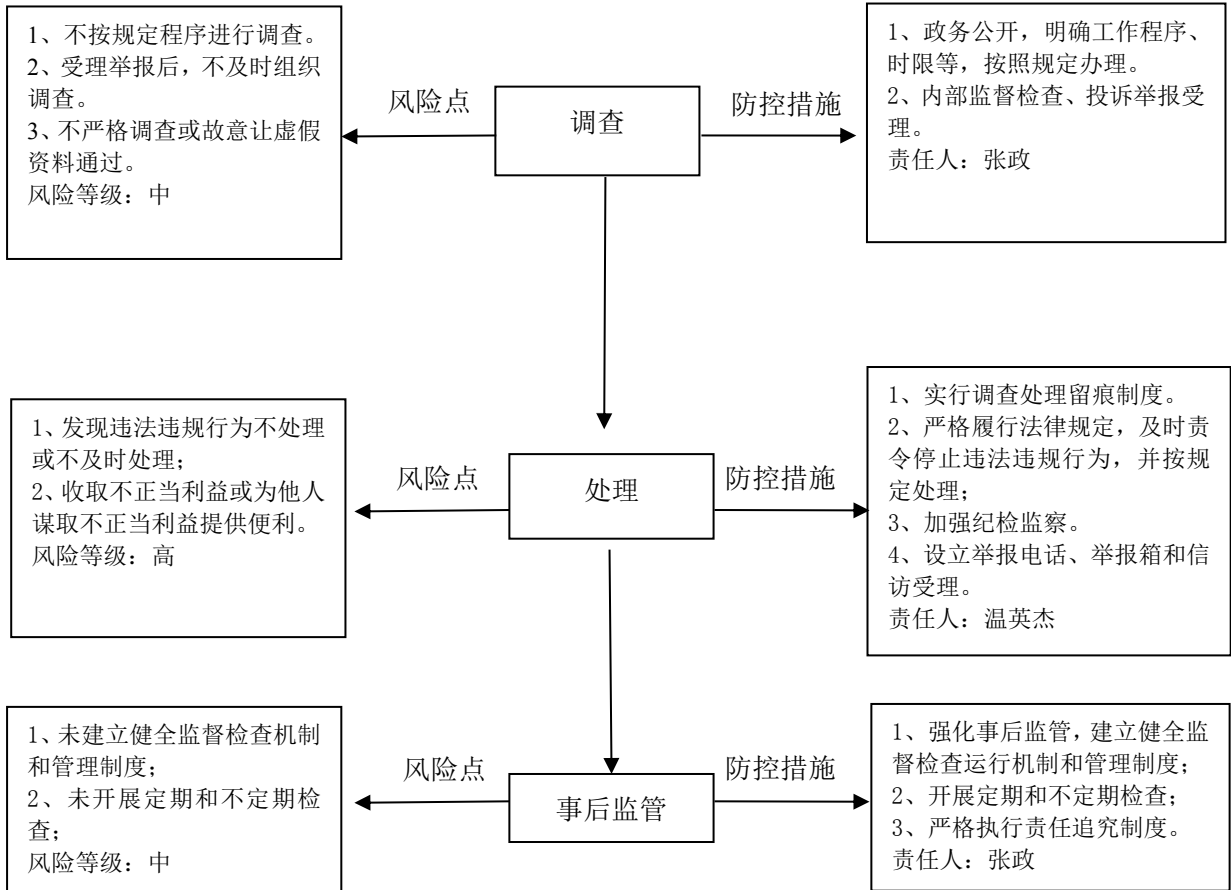 1、不按规定程序进行调查。
2、受理举报后，不及时组织
调查。
3、不严格调查或故意让虚假
资料通过。
风险等级：中
风险点
调查
防控措施
1、政务公开，明确工作程序、
时限等，按照规定办理。
2、内部监督检查、投诉举报受
理。
责任人：张政
1、发现违法违规行为不处理
或不及时处理；
2、收取不正当利益或为他人
谋取不正当利益提供便利。
风险等级：高
风险点
处理
防控措施
1、实行调查处理留痕制度。
2、严格履行法律规定，及时责
令停止违法违规行为，并按规
定处理；
3、加强纪检监察。
4、设立举报电话、举报箱和信
访受理。
责任人：温英杰
1、未建立健全监督检查机制
和管理制度；
2、未开展定期和不定期检
查；
风险等级：中
风险点
事后监管
防控措施
1、强化事后监管，建立健全监
督检查运行机制和管理制度；
2、开展定期和不定期检查；
3、严格执行责任追究制度。
责任人：张政